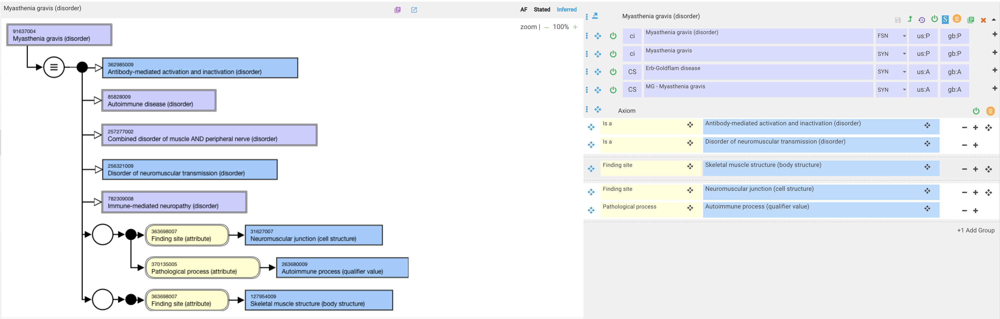 Myasthenia gravis (disorder)
AF Stated Inferred
zoom | – 100% +
91637004
Myasthenia gravis (disorder)
362985009
Antibody-mediated activation and inactivation (disorder)
85828009
Autoimmune disease (disorder)
257277002
Combined disorder of muscle AND peripheral nerve (disorder)
256321009
Disorder of neuromuscular transmission (disorder)
782309008
Immune-mediated neuropathy (disorder)
363698007
Finding site (attribute)
31627007
Neuromuscular junction (cell structure)
370135005
Pathological process (attribute)
263680009
Autoimmune process (qualifier value)
363698007
Finding site (attribute)
127954009
Skeletal muscle structure (body structure)
Myasthenia gravis (disorder)
S
ci Myasthenia gravis (disorder) FSN us:P gb:P +
ci Myasthenia gravis SYN us:P gb:P +
CS Erb-Goldflam disease SYN us:A gb:A +
CS MG - Myasthenia gravis SYN us:A gb:A +
Axiom
Is a Antibody-mediated activation and inactivation (disorder) – +
Is a Disorder of neuromuscular transmission (disorder) – +
Finding site Skeletal muscle structure (body structure) – +
Finding site Neuromuscular junction (cell structure) – +
Pathological process Autoimmune process (qualifier value) – +
+1 Add Group